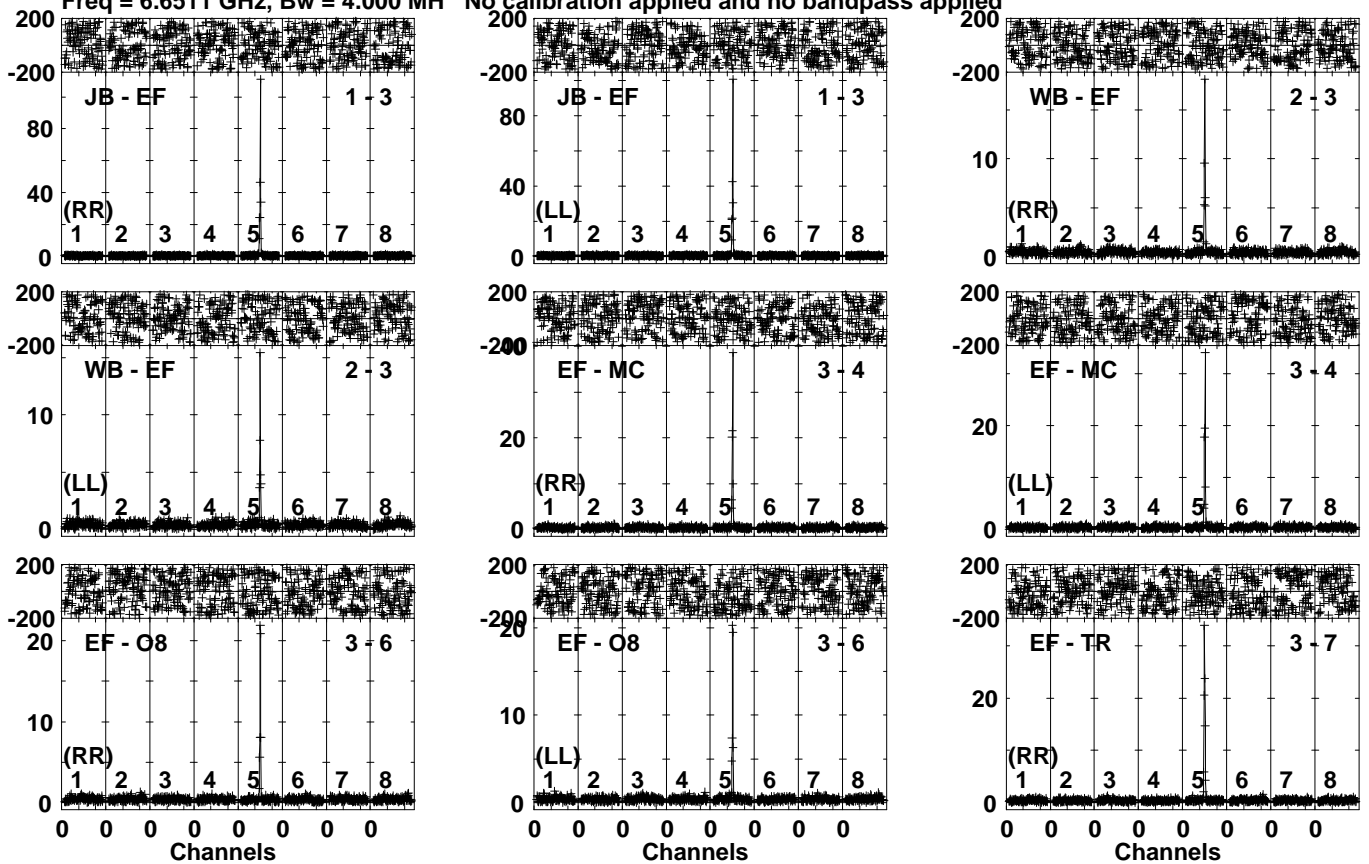 Freq = 6.6511 GHz, Bw = 4.000 MH No calibration applied and no bandpass applied
200
-200
JB - EF 1 - 3
80
40
0
(RR)
1 2 3 4 5 6 7 8
200
-200
JB - EF 1 - 3
80
40
0
(LL)
1 2 3 4 5 6 7 8
200
-200
WB - EF 2 - 3
10
0
(RR)
1 2 3 4 5 6 7 8
200
-200
WB - EF 2 - 3
10
0
(LL)
1 2 3 4 5 6 7 8
200
-200
40
EF - MC 3 - 4
20
0
(RR)
1 2 3 4 5 6 7 8
200
-200
EF - MC 3 - 4
20
0
(LL)
1 2 3 4 5 6 7 8
200
-200
EF - O8 3 - 6
20
10
0
(RR)
1 2 3 4 5 6 7 8
0 0 0 0 0 0 0 0
Channels
200
-200
20
EF - O8 3 - 6
10
0
(LL)
1 2 3 4 5 6 7 8
0 0 0 0 0 0 0 0
Channels
200
-200
EF - TR 3 - 7
20
0
(RR)
1 2 3 4 5 6 7 8
0 0 0 0 0 0 0 0
Channels